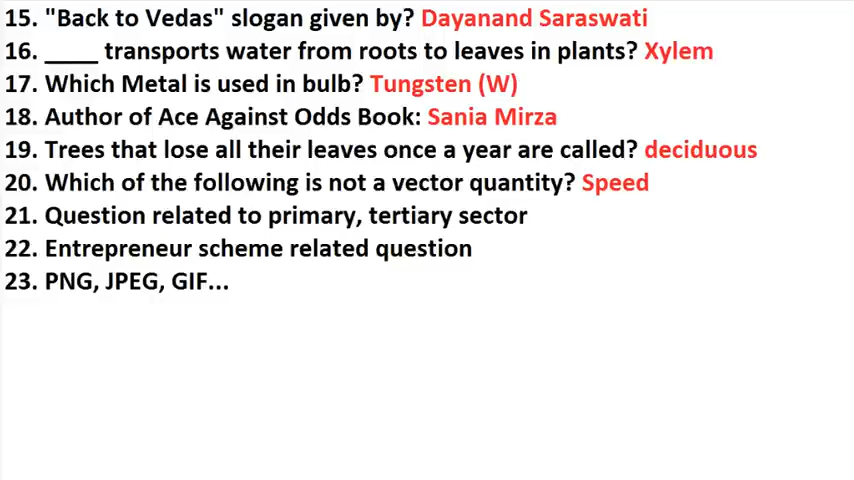 15. "Back to Vedas" slogan given by? Dayanand Saraswati
16. ____ transports water from roots to leaves in plants? Xylem
17. Which Metal is used in bulb? Tungsten (W)
18. Author of Ace Against Odds Book: Sania Mirza
19. Trees that lose all their leaves once a year are called? deciduous
20. Which of the following is not a vector quantity? Speed
21. Question related to primary, tertiary sector
22. Entrepreneur scheme related question
23. PNG, JPEG, GIF...